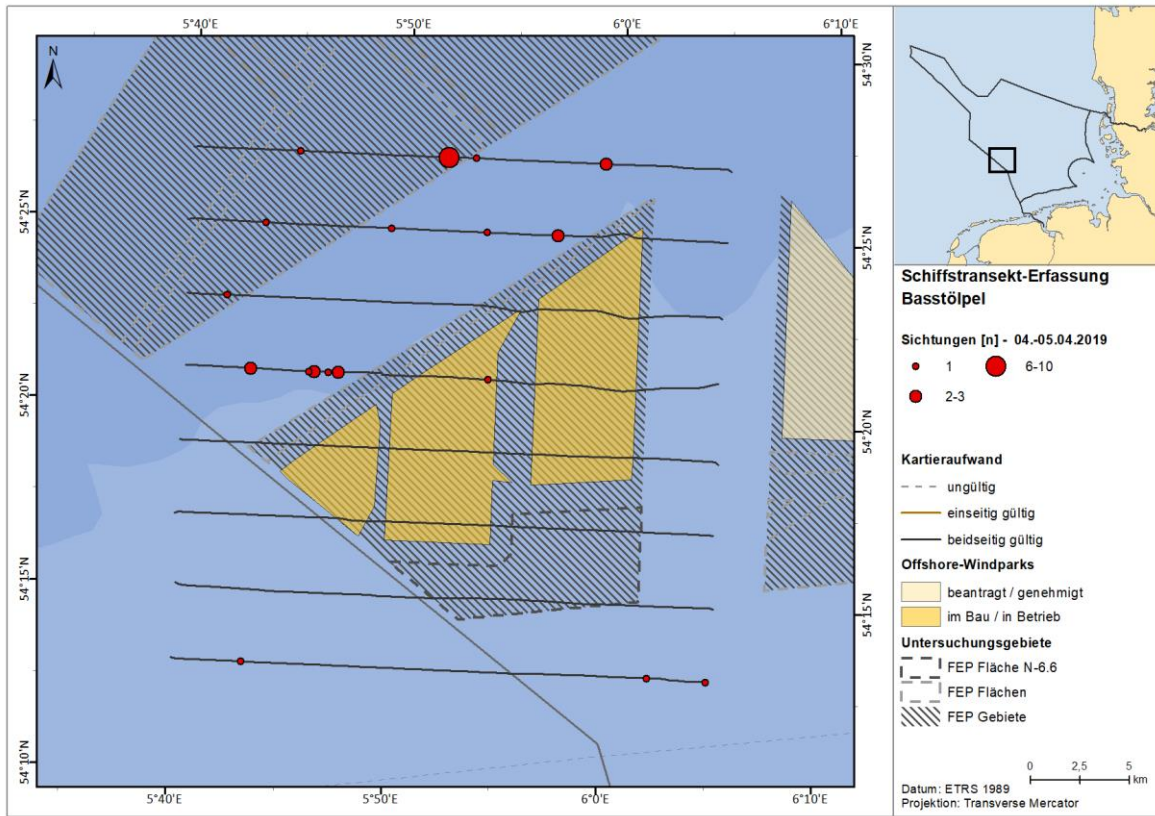 5°40'E 5°50'E 6°0'E 6°10'E
N
54°30'N
54°25'N
54°25'N
54°20'N
54°20'N
54°15'N
54°15'N
54°10'N
5°40'E 5°50'E 6°0'E 6°10'E
Schiffstransekt-Erfassung
Basstölpel
Sichtungen [n] - 04.-05.04.2019
1 6-10
2-3
Kartieraufwand
ungültig
einseitig gültig
beidseitig gültig
Offshore-Windparks
beantragt / genehmigt
im Bau / in Betrieb
Untersuchungsgebiete
FEP Fläche N-6.6
FEP Flächen
FEP Gebiete
0 2,5 5
km
Datum: ETRS 1989
Projektion: Transverse Mercator